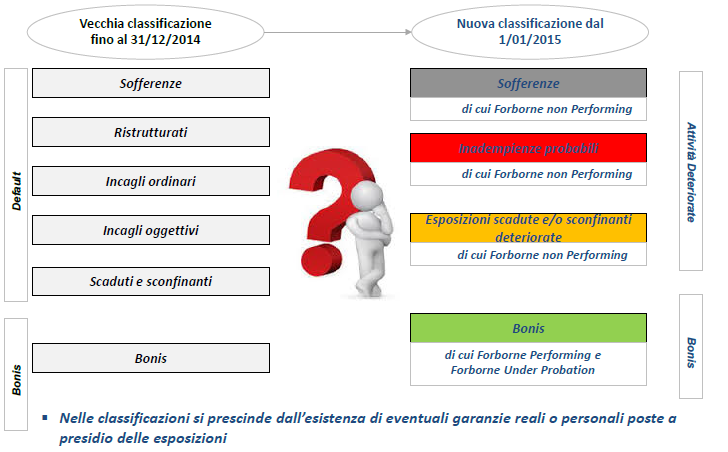 Vecchia classificazione
fino al 31/12/2014
Nuova classificazione dal
1/01/2015
Default
Sofferenze
Ristrutturati
Incagli ordinari
Incagli oggettivi
Scaduti e sconfinanti
Bonis
Bonis
Sofferenze
di cui Forborne non Performing
Inadempienze probabili
di cui Forborne non Performing
Esposizioni scadute e/o sconfinanti
deteriorate
di cui Forborne non Performing
Bonis
di cui Forborne Performing e
Forborne Under Probation
Attività Deteriorate
Bonis
▪ Nelle classificazioni si prescinde dall'esistenza di eventuali garanzie reali o personali poste a
presidio delle esposizioni